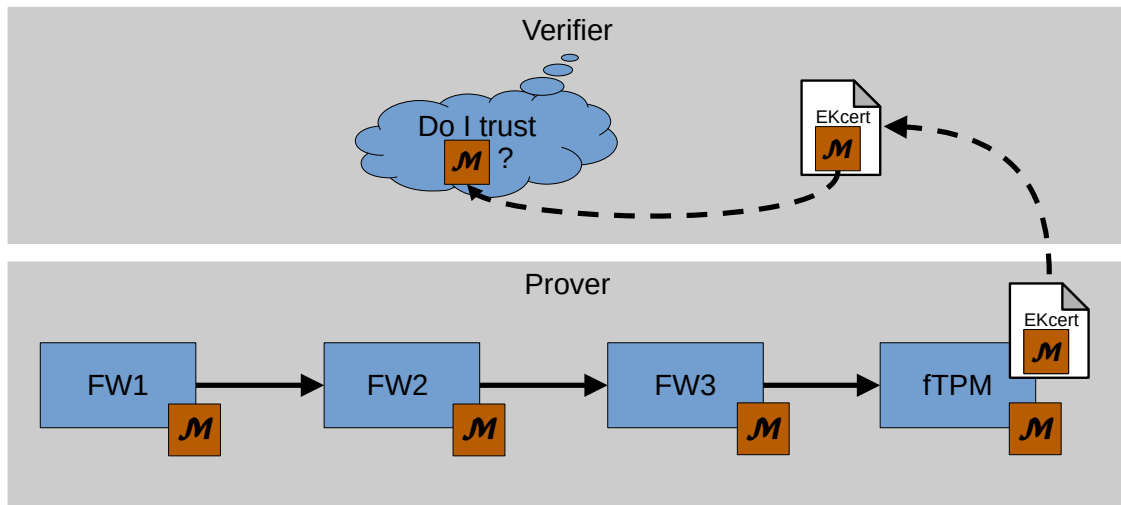 Verifier
Do I trust
M ?
EKcert
M
Prover
EKcert
M
FW1
M
FW2
M
FW3
M
fTPM
M